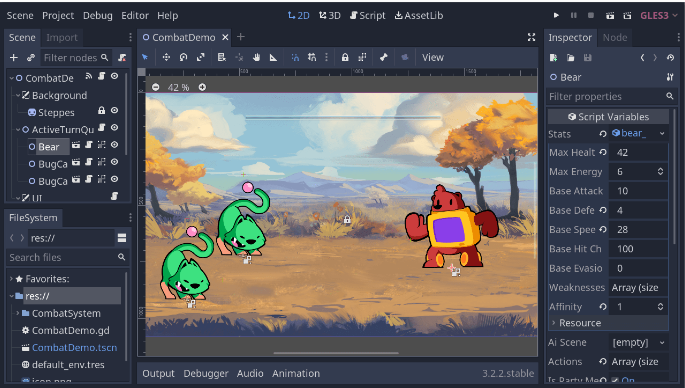 Scene Project Debug Editor Help
2D 3D Script AssetLib
GLES3
Scene Import
Filter nodes
CombatDe
Background
Steppes
ActiveTurnQu
Bear
BugCa
BugCa
UI
FileSystem
res://
Search files
Favorites:
res://
CombatSystem
CombatDemo.gd
CombatDemo.tscn
default_env.tres
icon.png
CombatDemo
View
42 %
Output Debugger Audio Animation
3.2.2.stable
Inspector Node
Bear
Filter properties
Script Variables
Stats bear_
Max Healt 42
Max Energy 6
Base Attack 10
Base Defe 4
Base Spee 28
Base Hit Ch 100
Base Evasio 0
Weaknesses Array (size
Affinity 1
Resource
Ai Scene [empty]
Actions Array (size
Is Party Me On